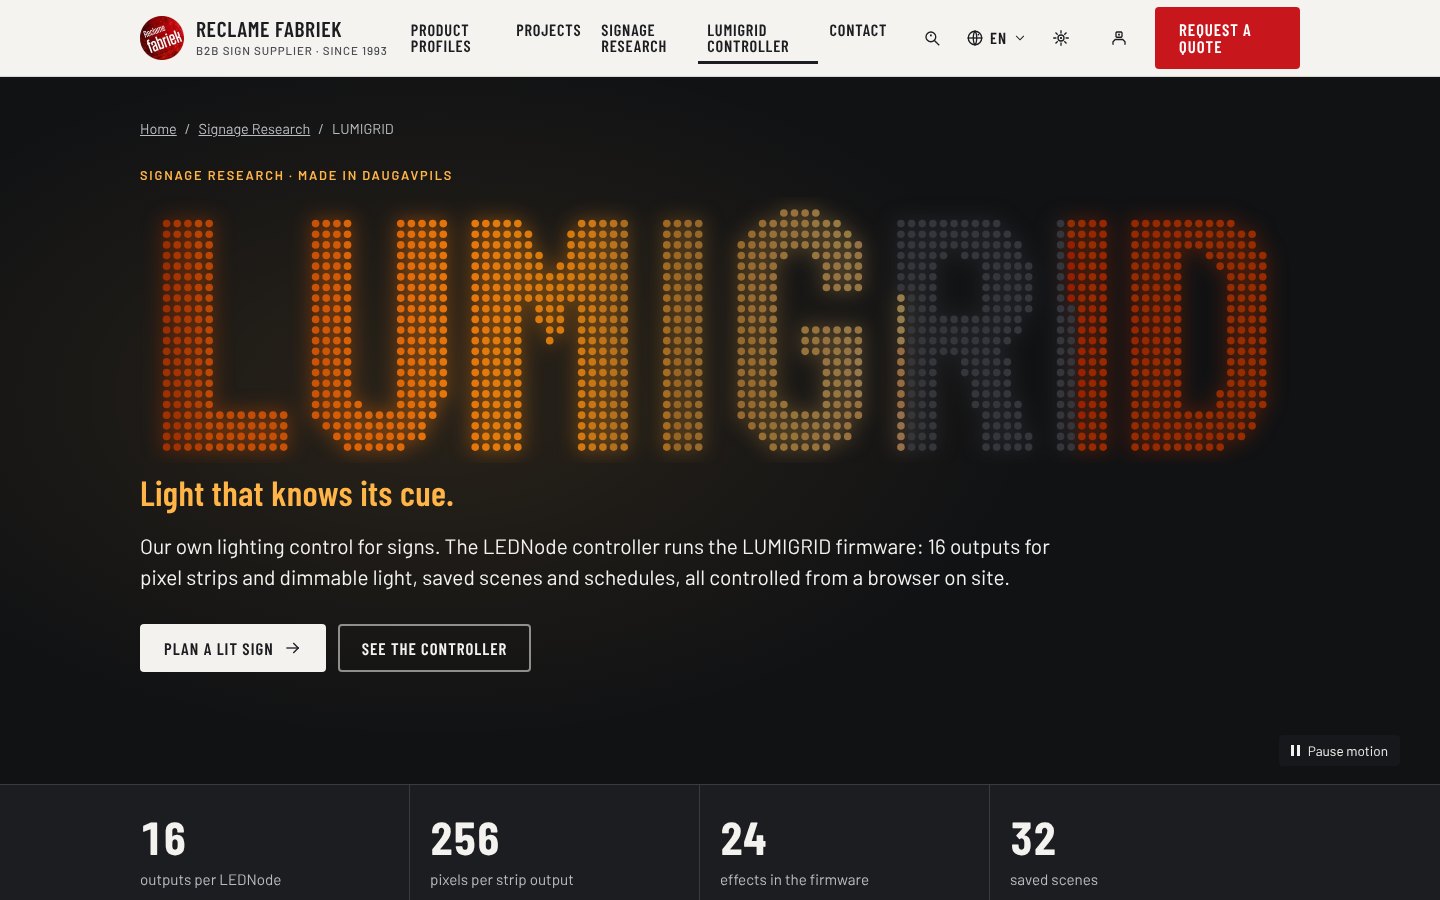 Reclame fabriek
RECLAME FABRIEK
B2B SIGN SUPPLIER · SINCE 1993
PRODUCT
PROFILES
PROJECTS
SIGNAGE
RESEARCH
LUMIGRID
CONTROLLER
CONTACT
EN
REQUEST A
QUOTE
Home / Signage Research / LUMIGRID
SIGNAGE RESEARCH · MADE IN DAUGAVPILS
LUMIGRID
Light that knows its cue.
Our own lighting control for signs. The LEDNode controller runs the LUMIGRID firmware: 16 outputs for
pixel strips and dimmable light, saved scenes and schedules, all controlled from a browser on site.
PLAN A LIT SIGN
SEE THE CONTROLLER
Pause motion
16
outputs per LEDNode
256
pixels per strip output
24
effects in the firmware
32
saved scenes